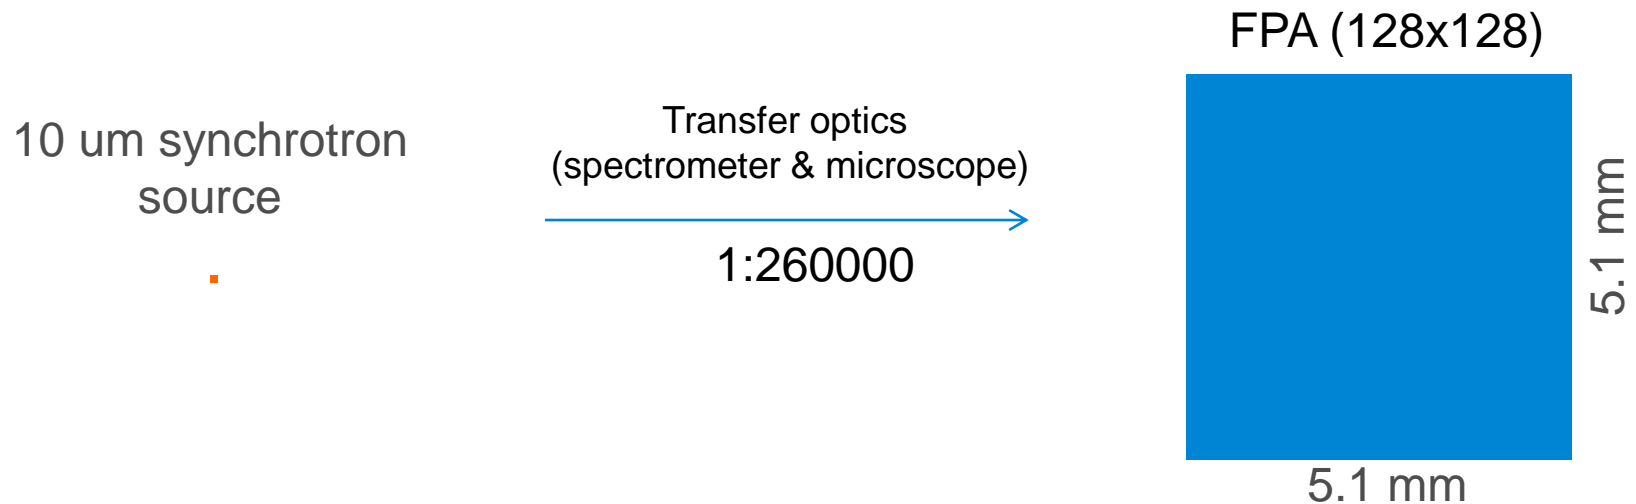 10 um synchrotron
source
Transfer optics
(spectrometer & microscope)
1:260000
FPA (128x128)
5.1 mm
5.1 mm